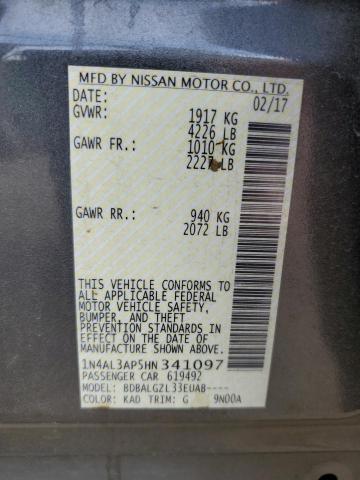 MFD BY NISSAN MOTOR CO., LTD.
DATE: 02/17
GVWR: 1917 KG
4226 LB
GAWR FR: 1010 KG
2227 LB
GAWR RR: 940 KG
2072 LB
THIS VEHICLE CONFORMS TO
ALL APPLICABLE FEDERAL
MOTOR VEHICLE SAFETY,
BUMPER, AND THEFT
PREVENTION STANDARDS
IN EFFECT ON THE DATE OF
MANUFACTURE SHOWN ABOVE.
1N4AL3AP5HN341097
PASSENGER CAR 619492
MODEL: BDBALGZL33EUAB----
COLOR: KAD TRIM: G 9N00A